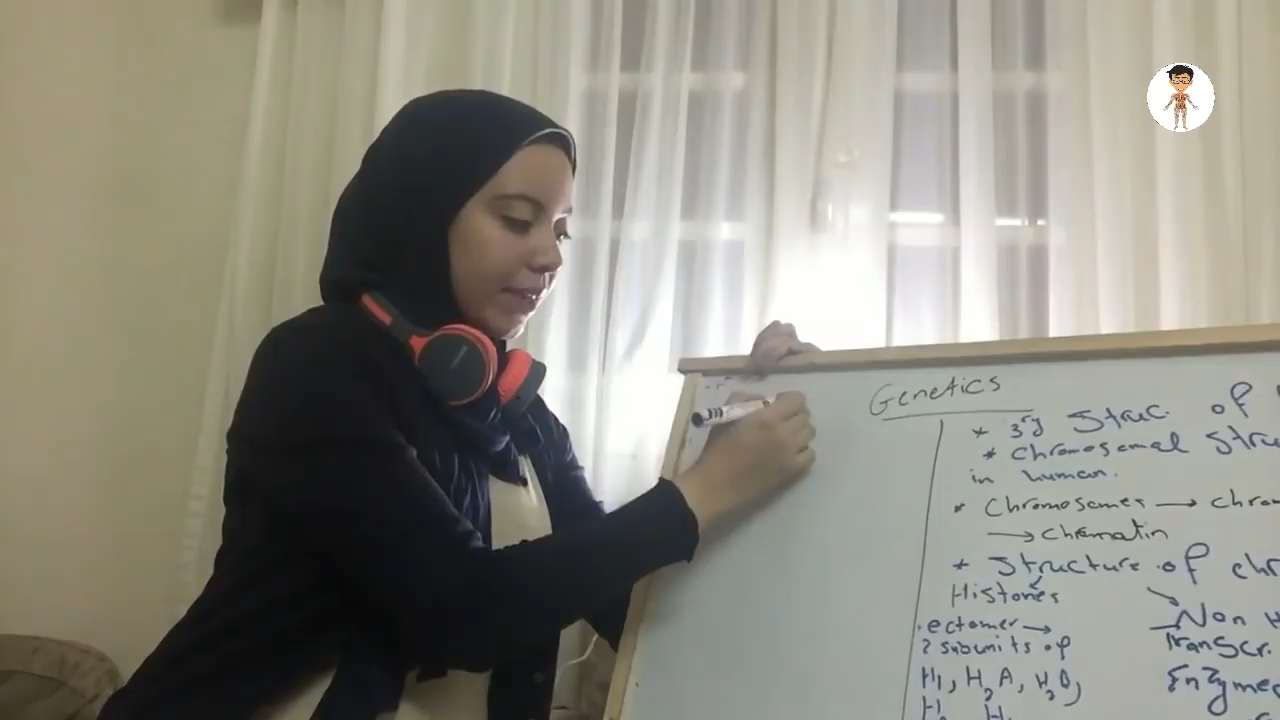 Genetics
* 3ry Struc. of
* Chromosomal Stru
in human.
* Chromosomes → chrom
→ Chromatin
* Structure of chr
Histones
Non H
ectomer →
2 subunits of
Transcr.
H1, H2A, H2B,
Enzymes